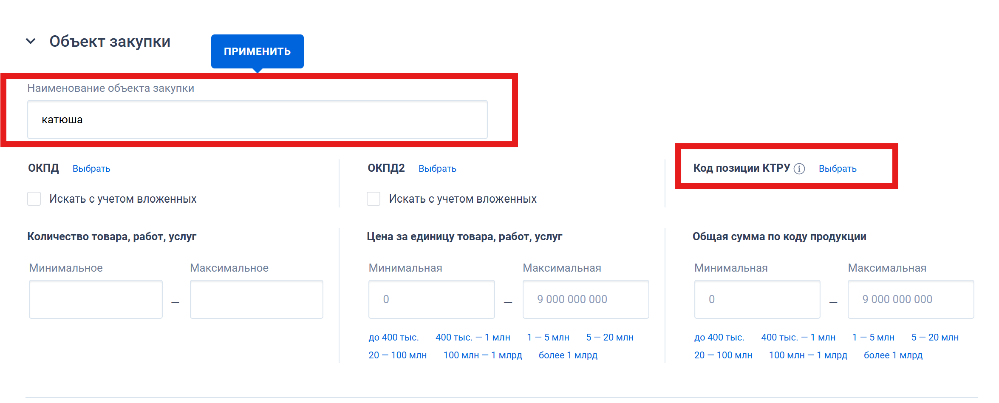 Объект закупки
ПРИМЕНИТЬ
Наименование объекта закупки
катюша
ОКПД Выбрать
Искать с учетом вложенных
ОКПД2 Выбрать
Искать с учетом вложенных
Код позиции КТРУ i Выбрать
Количество товара, работ, услуг
Минимальное Максимальное
—
Цена за единицу товара, работ, услуг
Минимальная Максимальная
0 — 9 000 000 000
до 400 тыс. 400 тыс. — 1 млн 1 — 5 млн 5 — 20 млн
20 — 100 млн 100 млн — 1 млрд более 1 млрд
Общая сумма по коду продукции
Минимальная Максимальная
0 — 9 000 000 000
до 400 тыс. 400 тыс. — 1 млн 1 — 5 млн 5 — 20 млн
20 — 100 млн 100 млн — 1 млрд более 1 млрд